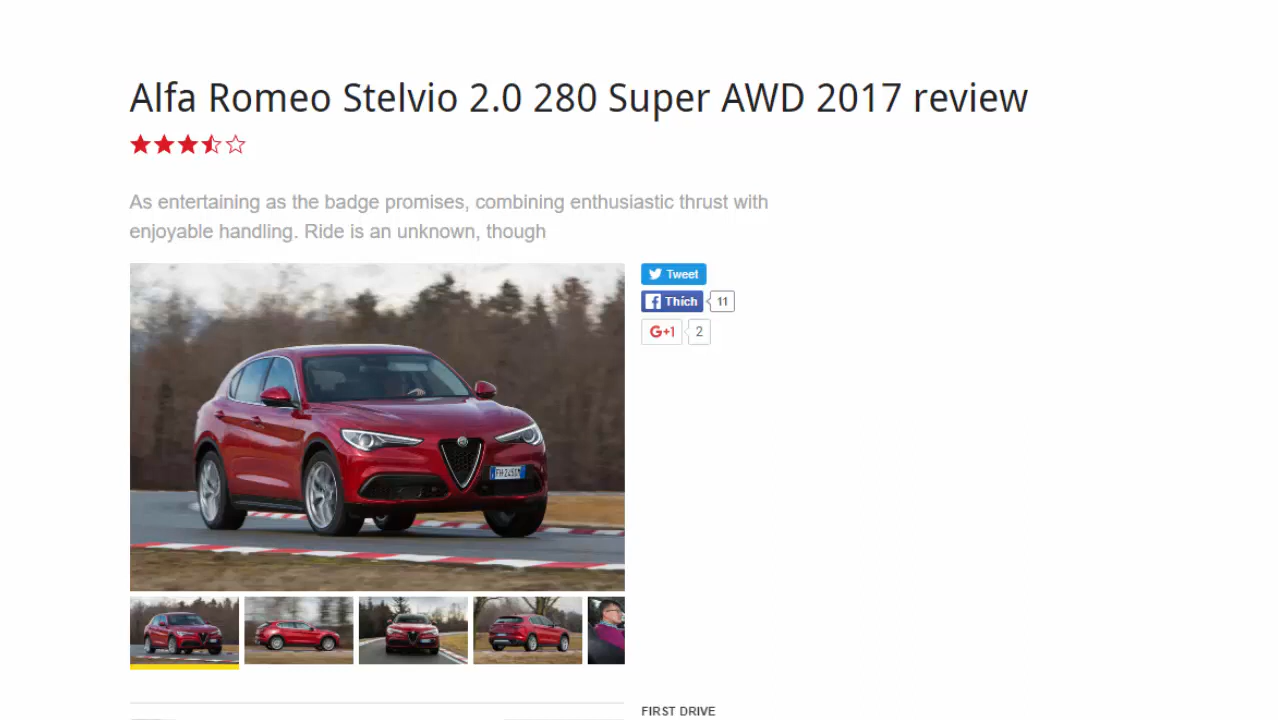 Alfa Romeo Stelvio 2.0 280 Super AWD 2017 review
As entertaining as the badge promises, combining enthusiastic thrust with
enjoyable handling. Ride is an unknown, though
Tweet
Thích 11
G+1 2
FIRST DRIVE